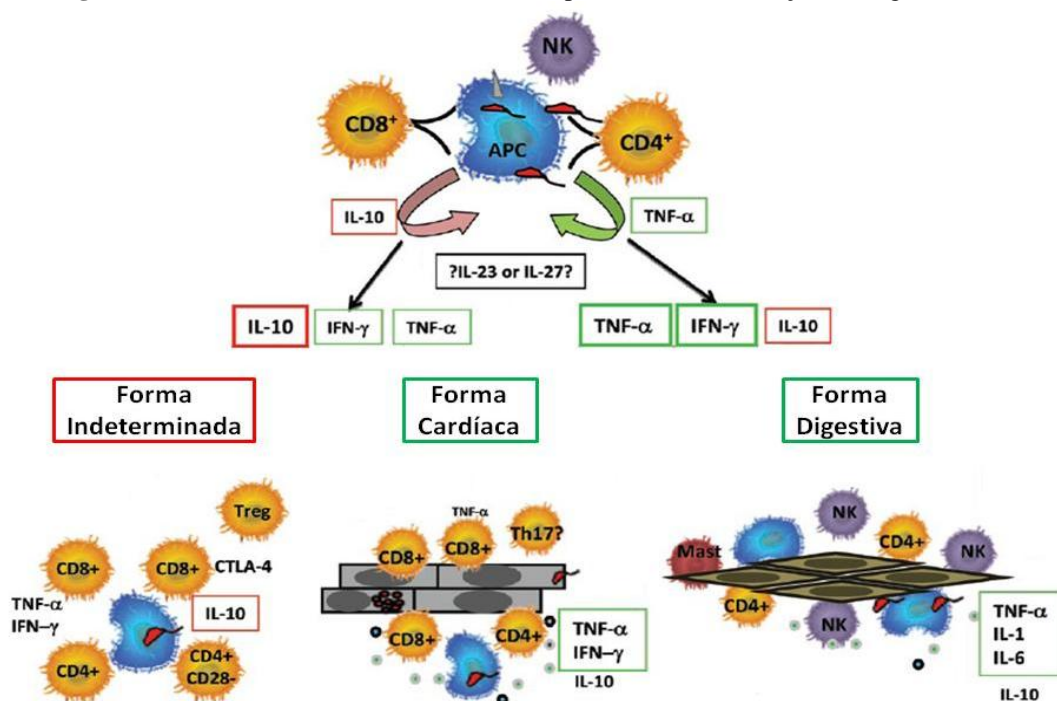 NK
CD8+
APC
CD4+
IL-10
TNF-α
?IL-23 or IL-27?
IL-10 IFN-γ TNF-α
TNF-α IFN-γ IL-10
Forma
Indeterminada
Forma
Cardíaca
Forma
Digestiva
Treg
CD8+
CD8+
CTLA-4
TNF-α
IFN–γ
IL-10
CD4+
CD4+
CD28-
TNF-α
CD8+
CD8+
Th17?
CD8+
CD4+
TNF-α
IFN–γ
IL-10
NK
Mast
CD4+
NK
CD4+
NK
TNF-α
IL-1
IL-6
IL-10